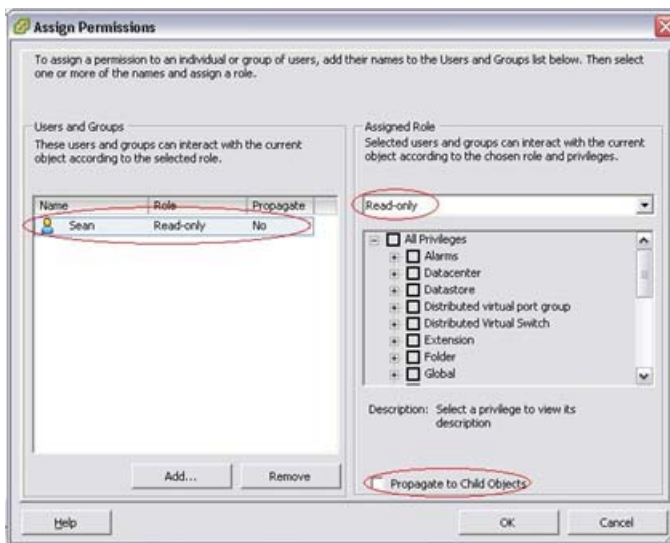 Assign Permissions
To assign a permission to an individual or group of users, add their names to the Users and Groups list below. Then select
one or more of the names and assign a role.
Users and Groups
These users and groups can interact with the current
object according to the selected role.
Name Role Propagate
Sean Read-only No
Add... Remove
Assigned Role
Selected users and groups can interact with the current
object according to the chosen role and privileges.
Read-only
All Privileges
Alarms
Datacenter
Datastore
Distributed virtual port group
Distributed Virtual Switch
Extension
Folder
Global
Description: Select a privilege to view its
description
Propagate to Child Objects
Help OK Cancel